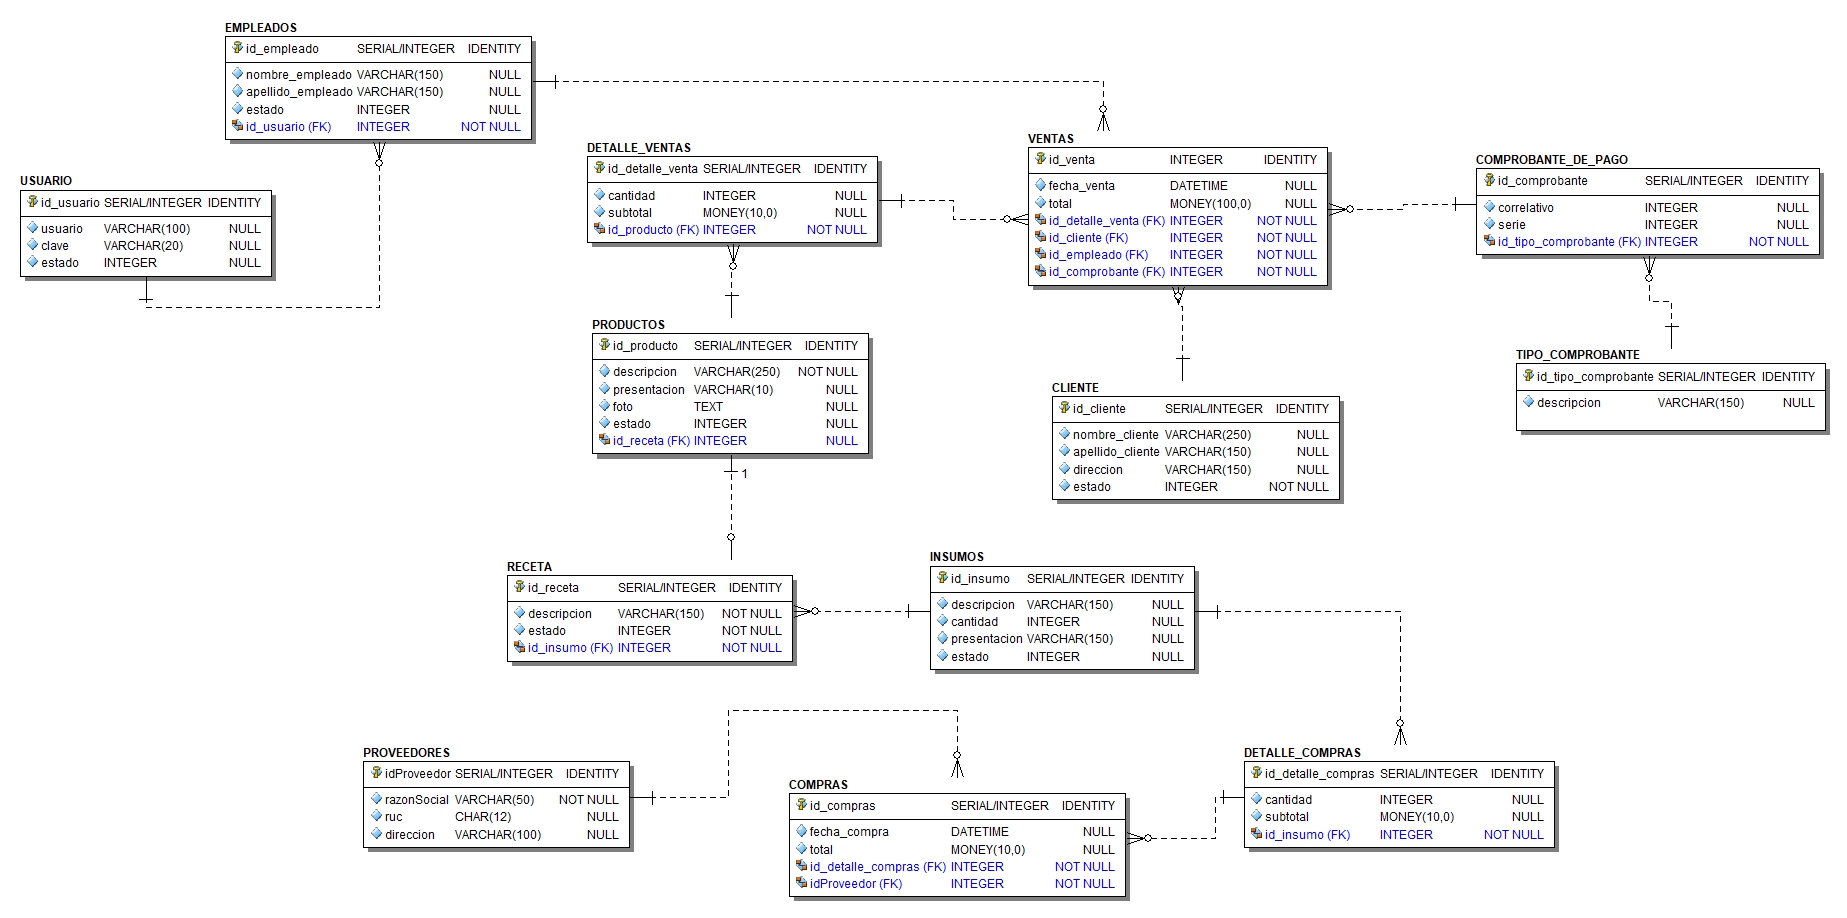 EMPLEADOS
id_empleado SERIAL/INTEGER IDENTITY
nombre_empleado VARCHAR(150) NULL
apellido_empleado VARCHAR(150) NULL
estado INTEGER NULL
id_usuario (FK) INTEGER NOT NULL
USUARIO
id_usuario SERIAL/INTEGER IDENTITY
usuario VARCHAR(100) NULL
clave VARCHAR(20) NULL
estado INTEGER NULL
DETALLE_VENTAS
id_detalle_venta SERIAL/INTEGER IDENTITY
cantidad INTEGER NULL
subtotal MONEY(10,0) NULL
id_producto (FK) INTEGER NOT NULL
VENTAS
id_venta INTEGER IDENTITY
fecha_venta DATETIME NULL
total MONEY(100,0) NULL
id_detalle_venta (FK) INTEGER NOT NULL
id_cliente (FK) INTEGER NOT NULL
id_empleado (FK) INTEGER NOT NULL
id_comprobante (FK) INTEGER NOT NULL
COMPROBANTE_DE_PAGO
id_comprobante SERIAL/INTEGER IDENTITY
correlativo INTEGER NULL
serie INTEGER NULL
id_tipo_comprobante (FK) INTEGER NOT NULL
PRODUCTOS
id_producto SERIAL/INTEGER IDENTITY
descripcion VARCHAR(250) NOT NULL
presentacion VARCHAR(10) NULL
foto TEXT NULL
estado INTEGER NULL
id_receta (FK) INTEGER NULL
1
CLIENTE
id_cliente SERIAL/INTEGER IDENTITY
nombre_cliente VARCHAR(250) NULL
apellido_cliente VARCHAR(150) NULL
direccion VARCHAR(150) NULL
estado INTEGER NOT NULL
TIPO_COMPROBANTE
id_tipo_comprobante SERIAL/INTEGER IDENTITY
descripcion VARCHAR(150) NULL
RECETA
id_receta SERIAL/INTEGER IDENTITY
descripcion VARCHAR(150) NOT NULL
estado INTEGER NOT NULL
id_insumo (FK) INTEGER NOT NULL
INSUMOS
id_insumo SERIAL/INTEGER IDENTITY
descripcion VARCHAR(150) NULL
cantidad INTEGER NULL
presentacion VARCHAR(150) NULL
estado INTEGER NULL
PROVEEDORES
idProveedor SERIAL/INTEGER IDENTITY
razonSocial VARCHAR(50) NOT NULL
ruc CHAR(12) NULL
direccion VARCHAR(100) NULL
COMPRAS
id_compras SERIAL/INTEGER IDENTITY
fecha_compra DATETIME NULL
total MONEY(10,0) NULL
id_detalle_compras (FK) INTEGER NOT NULL
idProveedor (FK) INTEGER NOT NULL
DETALLE_COMPRAS
id_detalle_compras SERIAL/INTEGER IDENTITY
cantidad INTEGER NULL
subtotal MONEY(10,0) NULL
id_insumo (FK) INTEGER NOT NULL